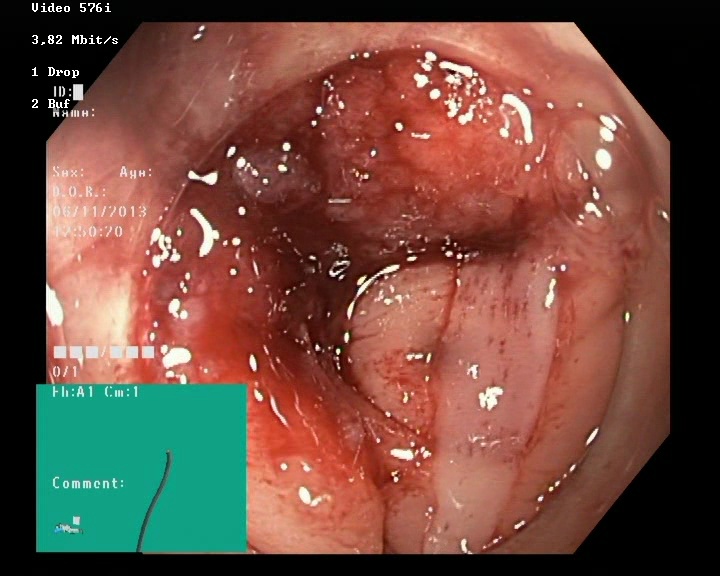 Video 576i
3,82 Mbit/s
1 Drop
ID:
2 Buf
Name:
Sex: Age:
D.O.B.:
06/11/2013
0/1
Ph:A1 Cm:1
Comment: